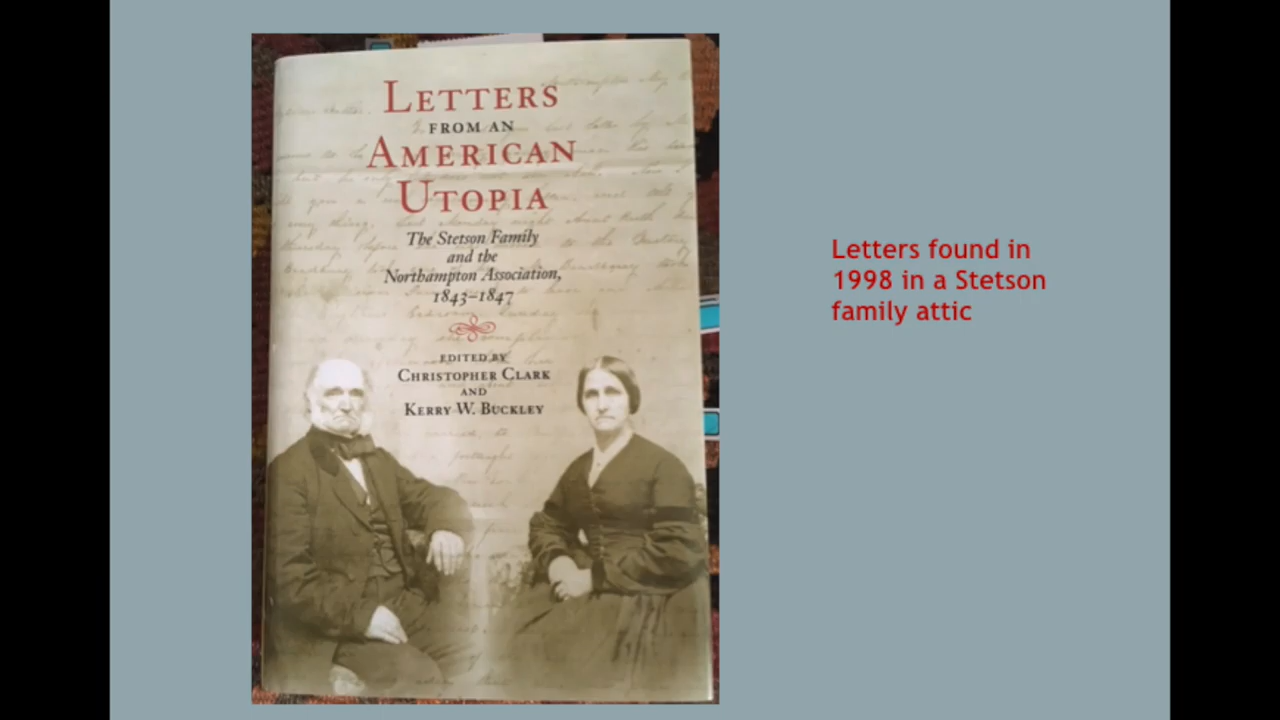 LETTERS
FROM AN
AMERICAN
UTOPIA
The Stetson Family
and the
Northampton Association,
1843–1847
EDITED BY
CHRISTOPHER CLARK
AND
KERRY W. BUCKLEY
Letters found in
1998 in a Stetson
family attic